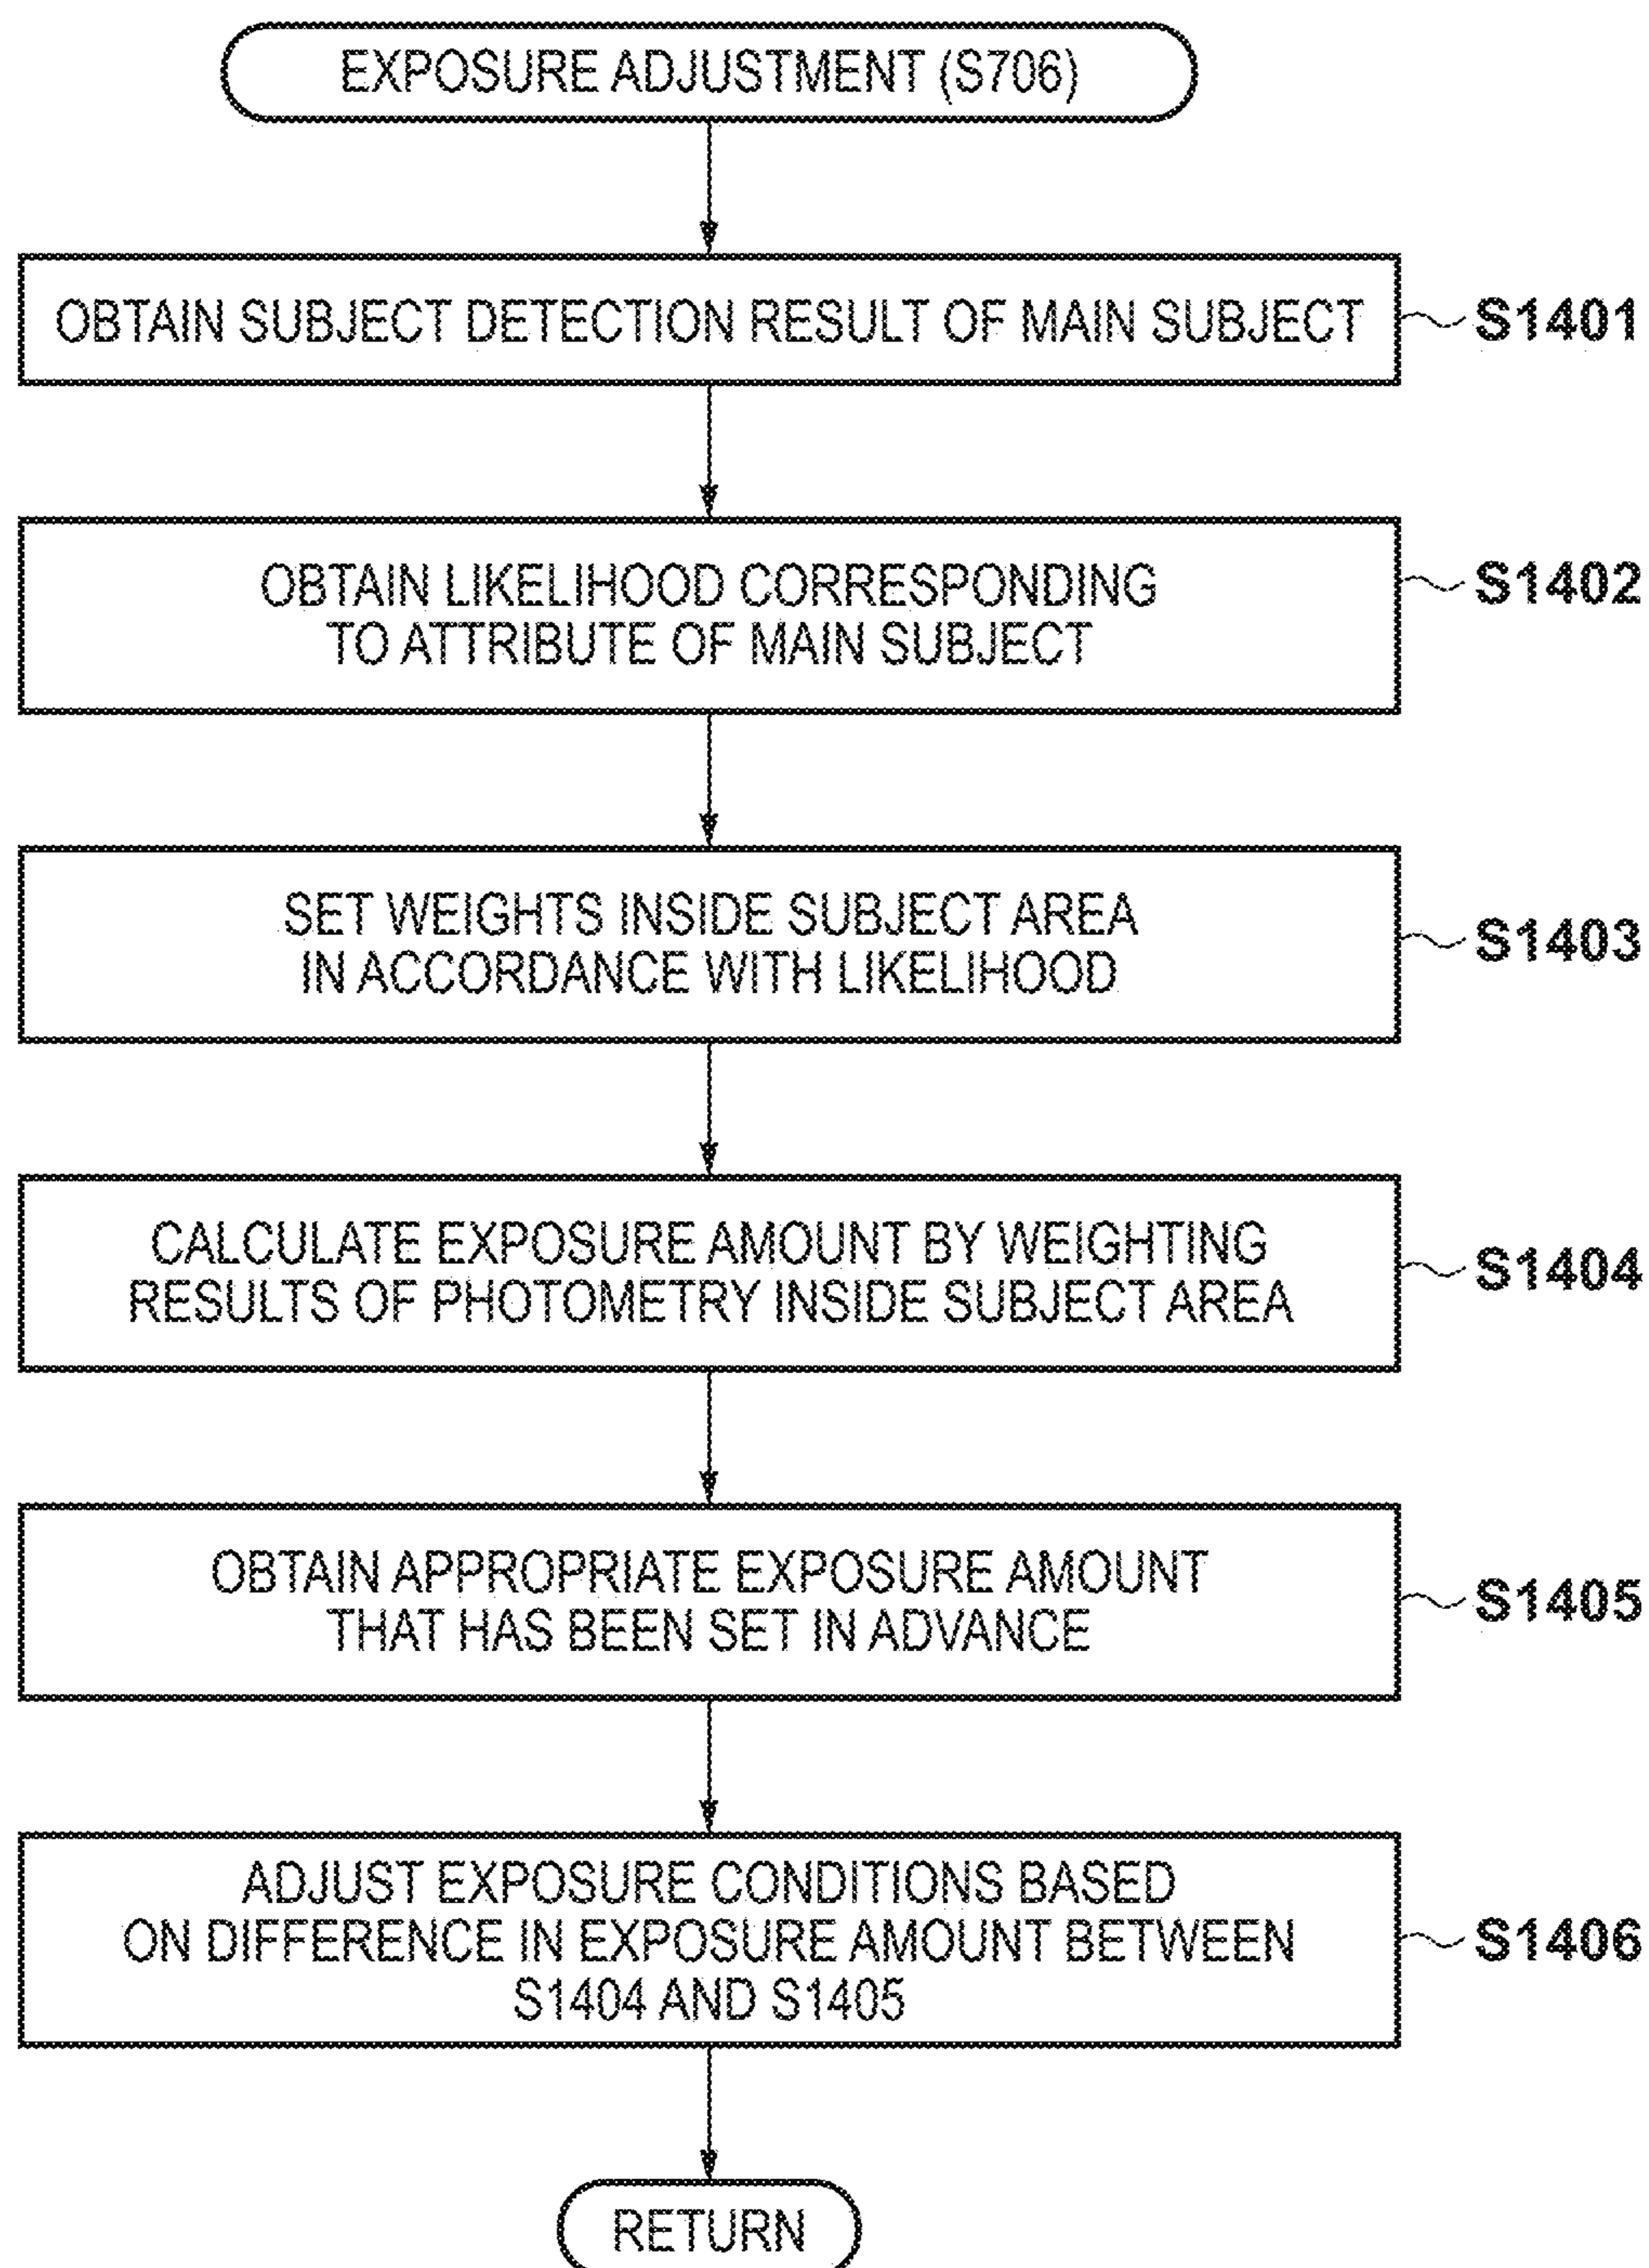 EXPOSURE ADJUSTMENT (S706)
OBTAIN SUBJECT DETECTION RESULT OF MAIN SUBJECT
S1401
OBTAIN LIKELIHOOD CORRESPONDING
TO ATTRIBUTE OF MAIN SUBJECT
S1402
SET WEIGHTS INSIDE SUBJECT AREA
IN ACCORDANCE WITH LIKELIHOOD
S1403
CALCULATE EXPOSURE AMOUNT BY WEIGHTING
RESULTS OF PHOTOMETRY INSIDE SUBJECT AREA
S1404
OBTAIN APPROPRIATE EXPOSURE AMOUNT
THAT HAS BEEN SET IN ADVANCE
S1405
ADJUST EXPOSURE CONDITIONS BASED
ON DIFFERENCE IN EXPOSURE AMOUNT BETWEEN
S1404 AND S1405
S1406
RETURN